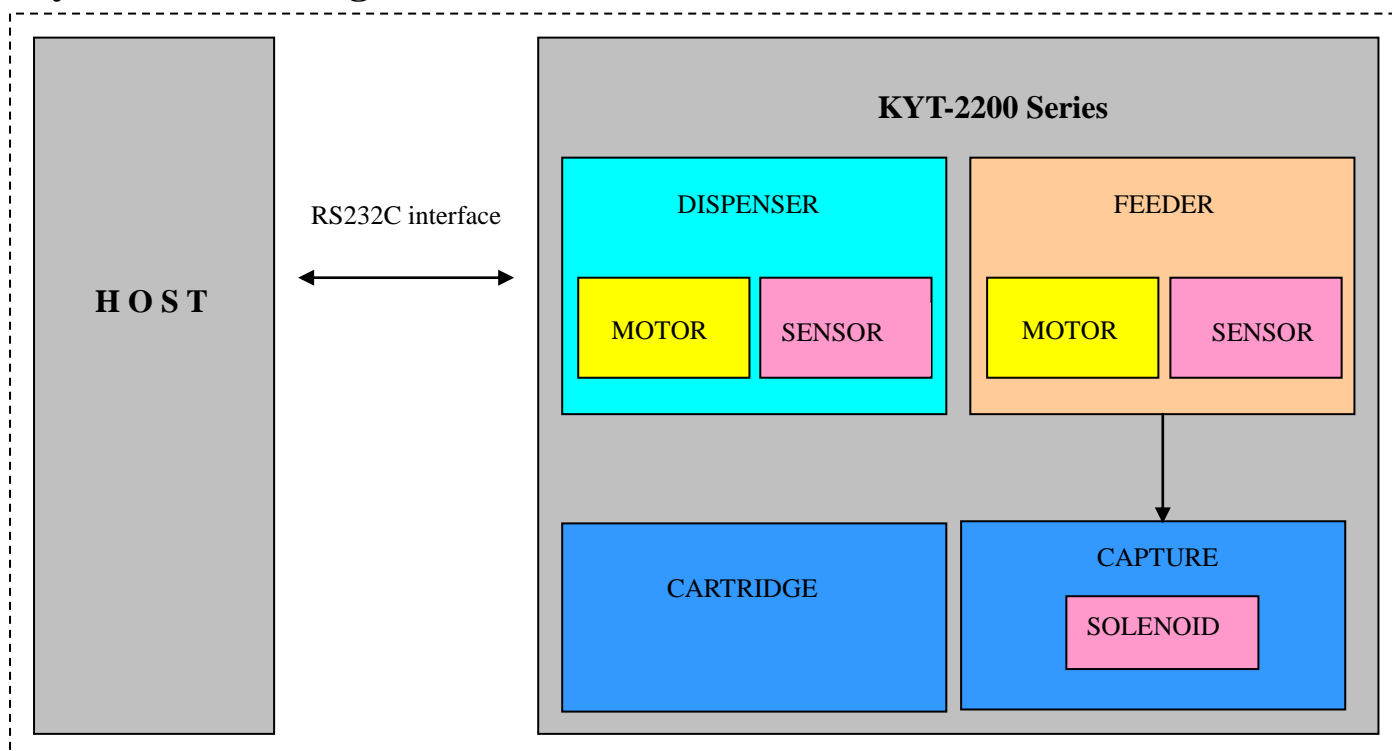 KYT-2200 Series
DISPENSER
FEEDER
RS232C interface
H O S T
MOTOR
SENSOR
MOTOR
SENSOR
CAPTURE
CARTRIDGE
SOLENOID